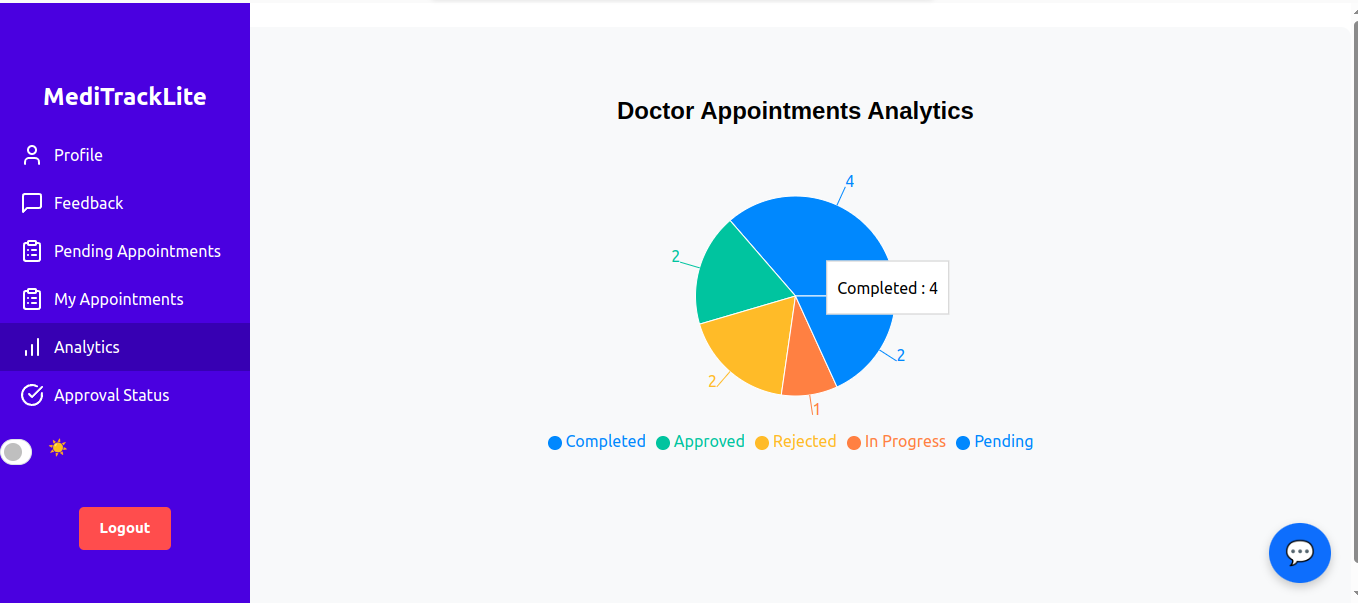 MediTrackLite
Profile
Feedback
Pending Appointments
My Appointments
Analytics
Approval Status
Logout
Doctor Appointments Analytics
4
2
Completed : 4
2
2
1
Completed Approved Rejected In Progress Pending